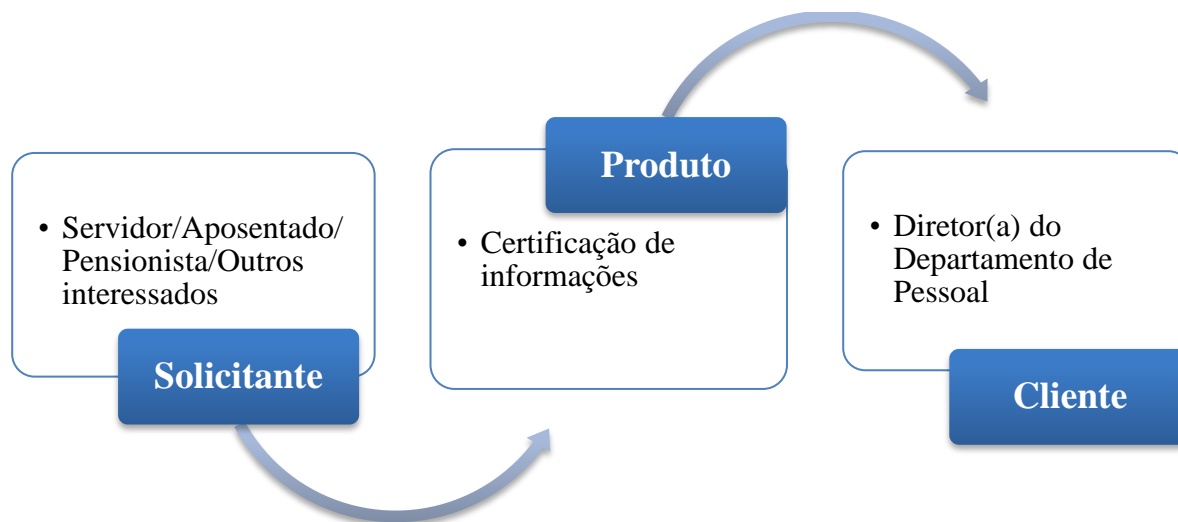 • Servidor/Aposentado/
Pensionista/Outros
interessados
Solicitante
Produto
• Certificação de
informações
• Diretor(a) do
Departamento de
Pessoal
Cliente